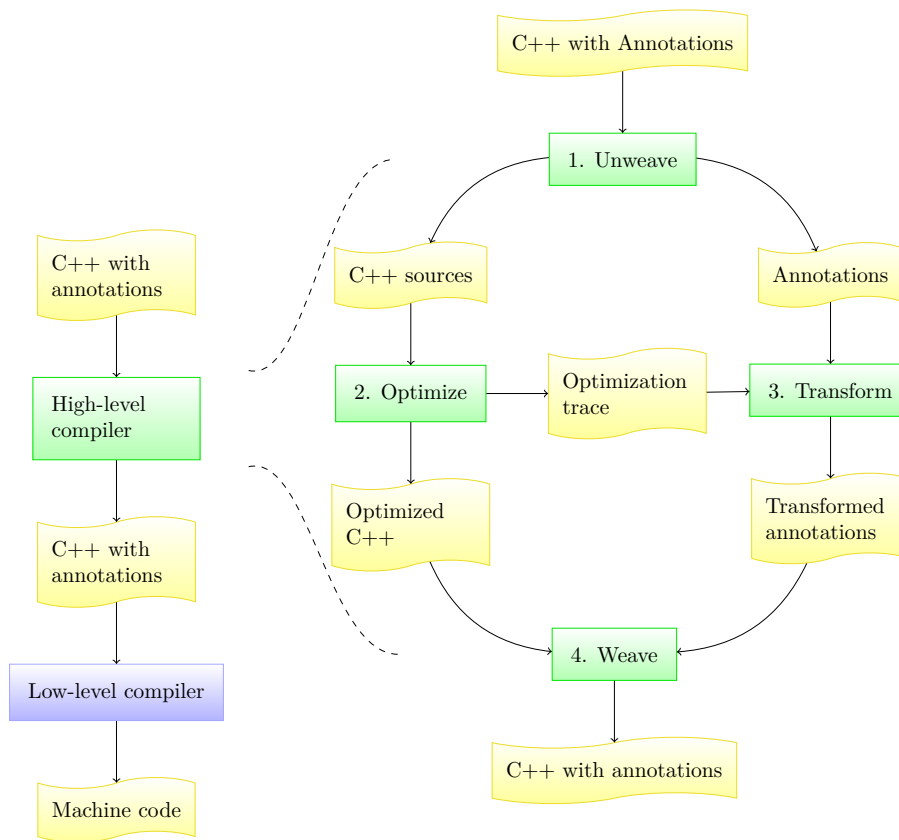 C++ with
annotations
High-level
compiler
C++ with
annotations
Low-level compiler
Machine code
C++ with Annotations
1. Unweave
C++ sources
Annotations
2. Optimize
Optimization
trace
3. Transform
Optimized
C++
Transformed
annotations
4. Weave
C++ with annotations